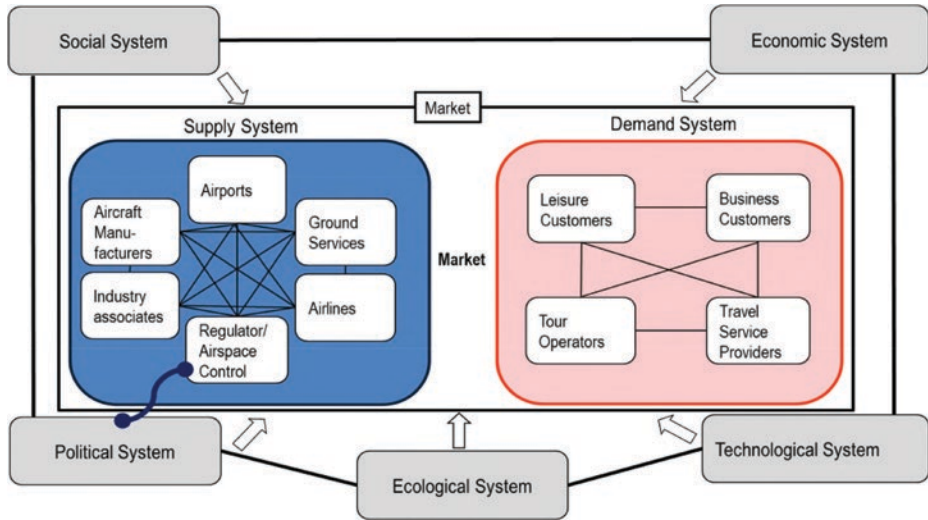 Social System
Economic System
Market
Supply System
Demand System
Airports
Aircraft
Manu-
facturers
Ground
Services
Industry
associates
Airlines
Regulator/
Airspace
Control
Market
Leisure
Customers
Business
Customers
Tour
Operators
Travel
Service
Providers
Political System
Ecological System
Technological System